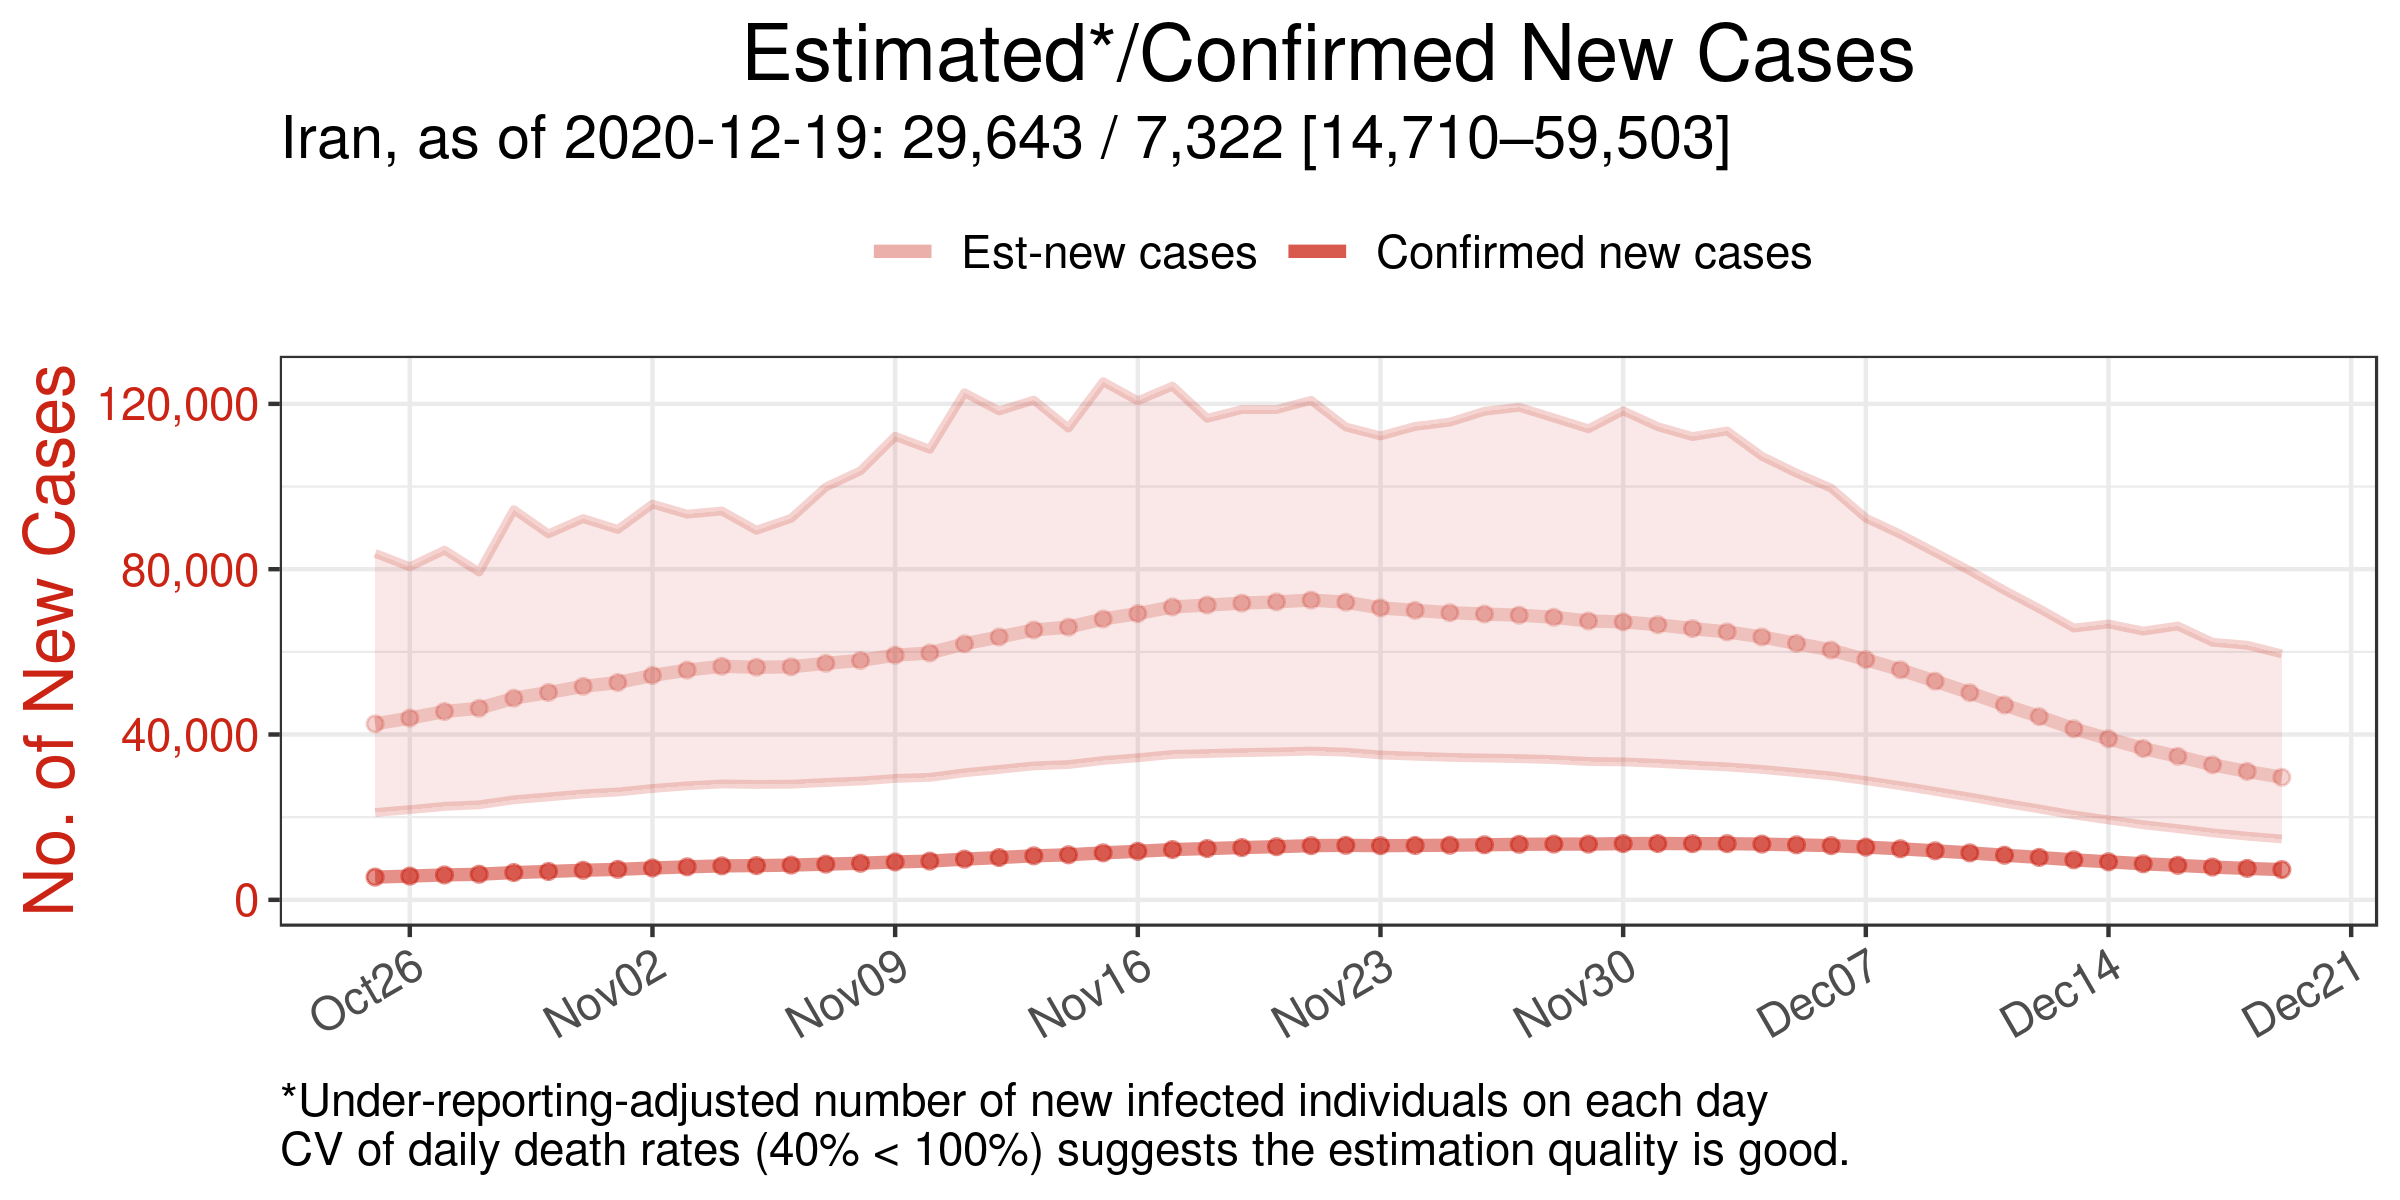 Estimated*/Confirmed New Cases
Iran, as of 2020-12-19: 29,643 / 7,322 [14,710–59,503]
Est-new cases Confirmed new cases
No. of New Cases
120,000
80,000
40,000
0
Oct26 Nov02 Nov09 Nov16 Nov23 Nov30 Dec07 Dec14 Dec21
*Under-reporting-adjusted number of new infected individuals on each day
CV of daily death rates (40% < 100%) suggests the estimation quality is good.